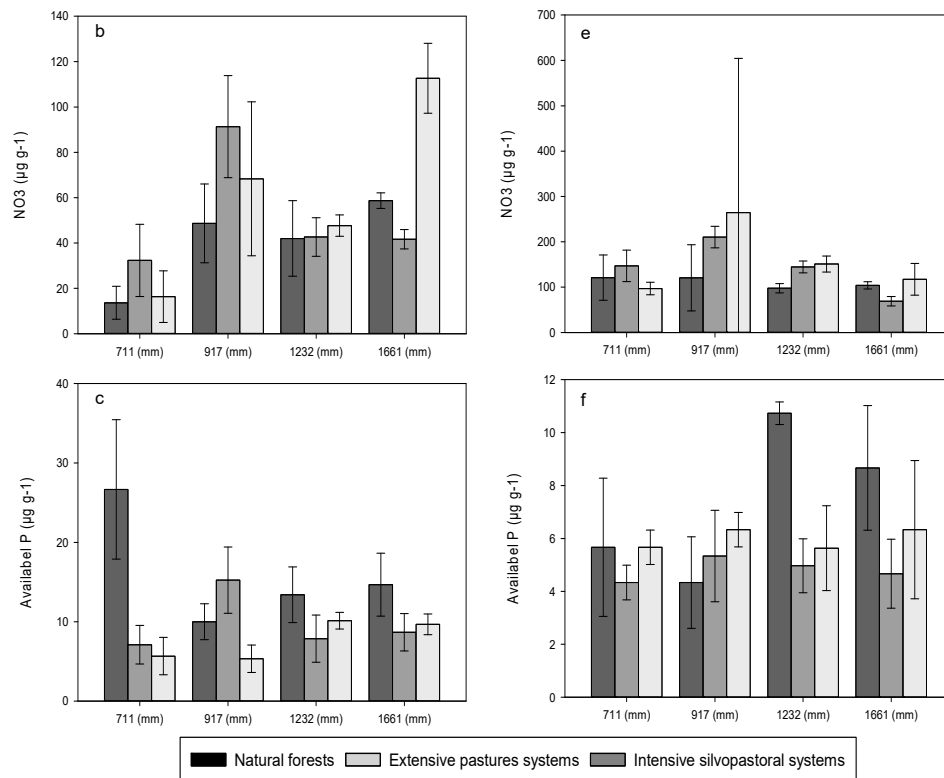 b
NO3 (µg g-1)
140
120
100
80
60
40
20
0
711 (mm) 917 (mm) 1232 (mm) 1661 (mm)
e
NO3 (µg g-1)
700
600
500
400
300
200
100
0
711 (mm) 917 (mm) 1232 (mm) 1661 (mm)
c
Availabel P (µg g-1)
40
30
20
10
0
711 (mm) 917 (mm) 1232 (mm) 1661 (mm)
f
Availabel P (µg g-1)
12
10
8
6
4
2
0
711 (mm) 917 (mm) 1232 (mm) 1661 (mm)
Natural forests Extensive pastures systems Intensive silvopastoral systems